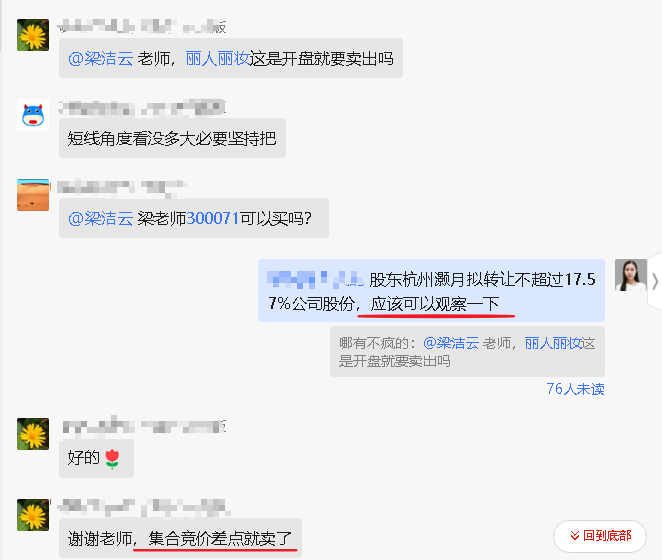 版
@梁洁云 老师，丽人丽妆这是开盘就要卖出吗
短线角度看没多大必要坚持把
@梁洁云 梁老师300071可以买吗？
股东杭州灏月拟转让不超过17.5
7%公司股份，应该可以观察一下
哪有不疯的：@梁洁云 老师，丽人丽妆这
是开盘就要卖出吗
76人未读
好的
谢谢老师，集合竞价差点就卖了
回到底部